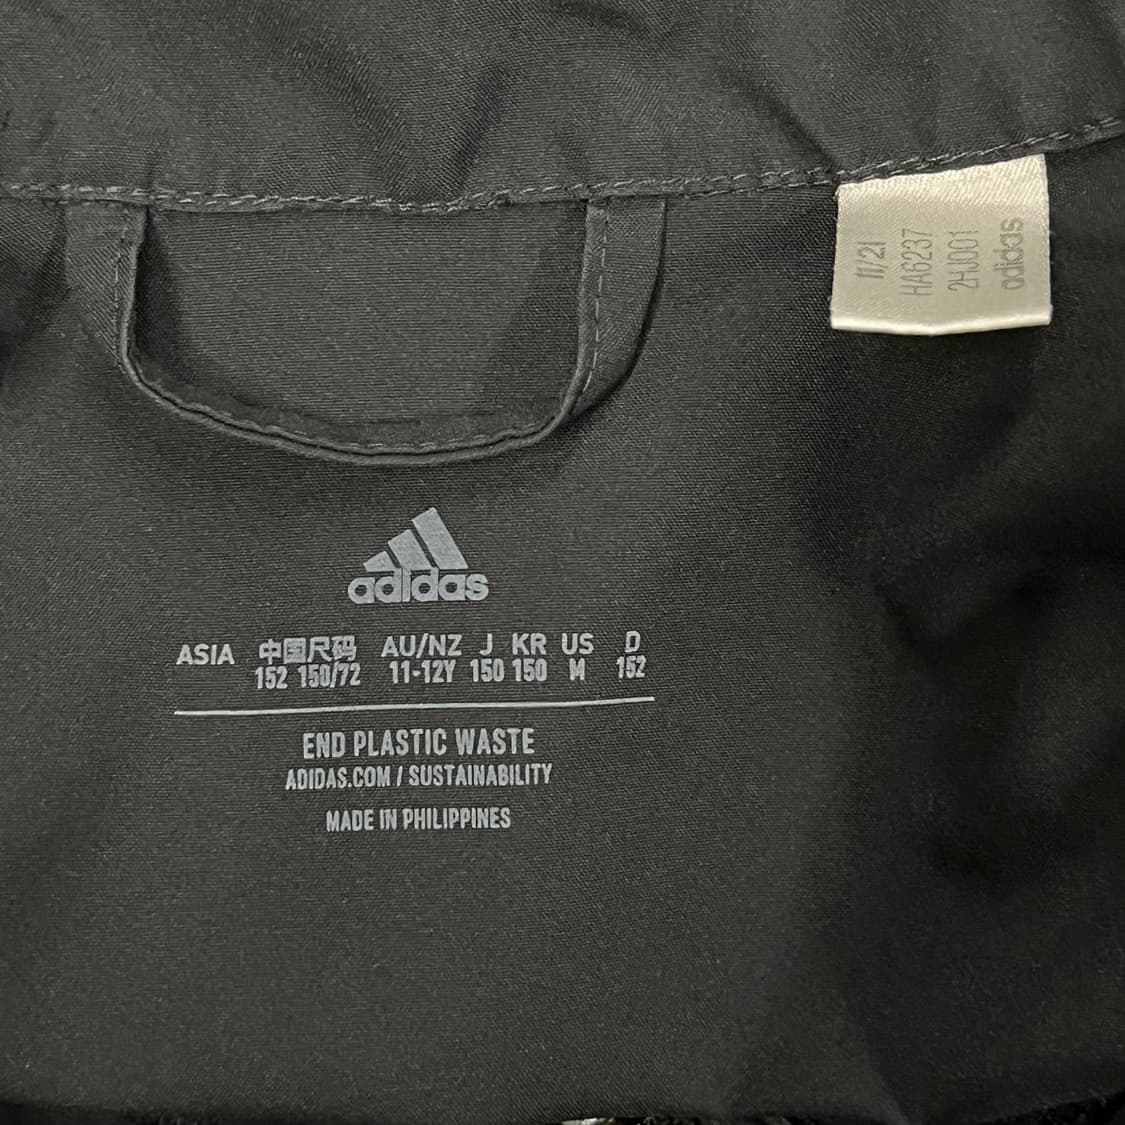 adidas
ASIA 中国尺码 AU/NZ J KR US D
152 150/72 11-12Y 150 150 M 152
END PLASTIC WASTE
ADIDAS.COM / SUSTAINABILITY
MADE IN PHILIPPINES
11/21
HA6237
2HJ001
adidas